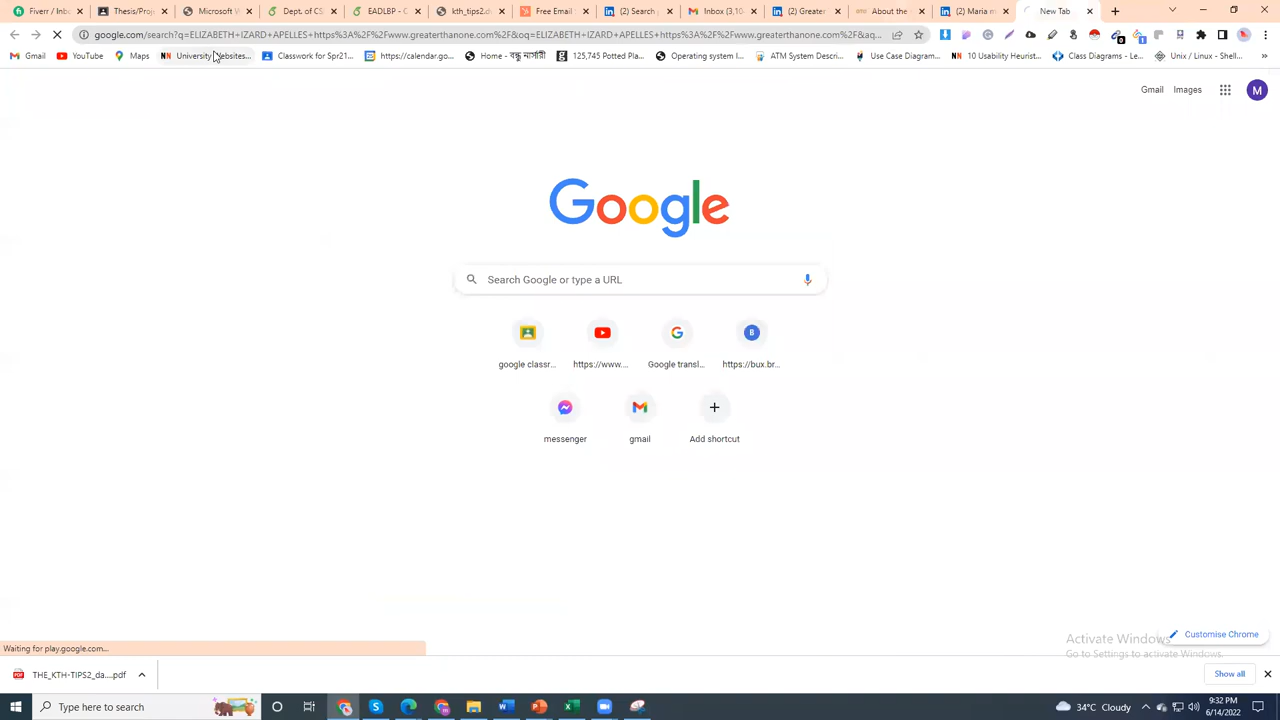 Fiverr / Inbo
Thesis/Proj
Microsoft W
Dept. of CS
EADLBP - C
kth_tips2.d
Free Email
(2) Search |
Inbox (3,10
(2) Greater
About the
(2) Maria m
New Tab
google.com/search?q=ELIZABETH+IZARD+APELLES+https%3A%2F%2Fwww.greaterthanone.com%2F&oq=ELIZABETH+IZARD+APELLES+https%3A%2F%2Fwww.greaterthanone.com%2F&aq...
Gmail
YouTube
Maps
University Websites...
Classwork for Spr21...
https://calendar.go...
Home - বন্ধু নার্সারী
125,745 Potted Pla...
Operating system I...
ATM System Descri...
Use Case Diagram...
10 Usability Heurist...
Class Diagrams - Le...
Unix / Linux - Shell...
Gmail
Images
M
Google
Search Google or type a URL
google classr...
https://www....
Google transl...
https://bux.br...
messenger
gmail
Add shortcut
Activate Windows
Go to Settings to activate Windows.
Customise Chrome
Waiting for play.google.com...
THE_KTH-TIPS2_da....pdf
Show all
Type here to search
34°C Cloudy
9:32 PM
6/14/2022